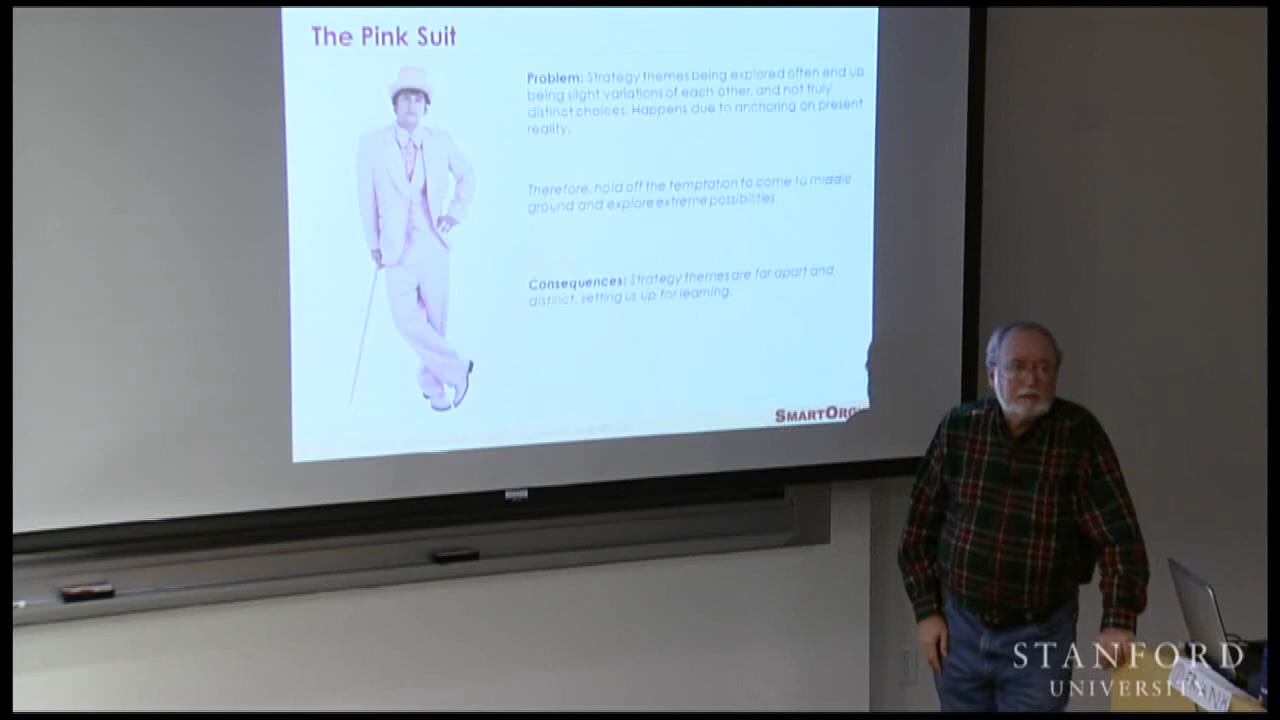 The Pink Suit
Problem: Strategy themes being explored often end up
being slight variations of each other, and not truly
distinct choices. Happens due to anchoring on present
reality.
Therefore, hold off the temptation to come to middle
ground and explore extreme possibilities.
Consequences: Strategy themes are far apart and
distinct, setting us up for learning.
SMARTORG
STANFORD
UNIVERSITY